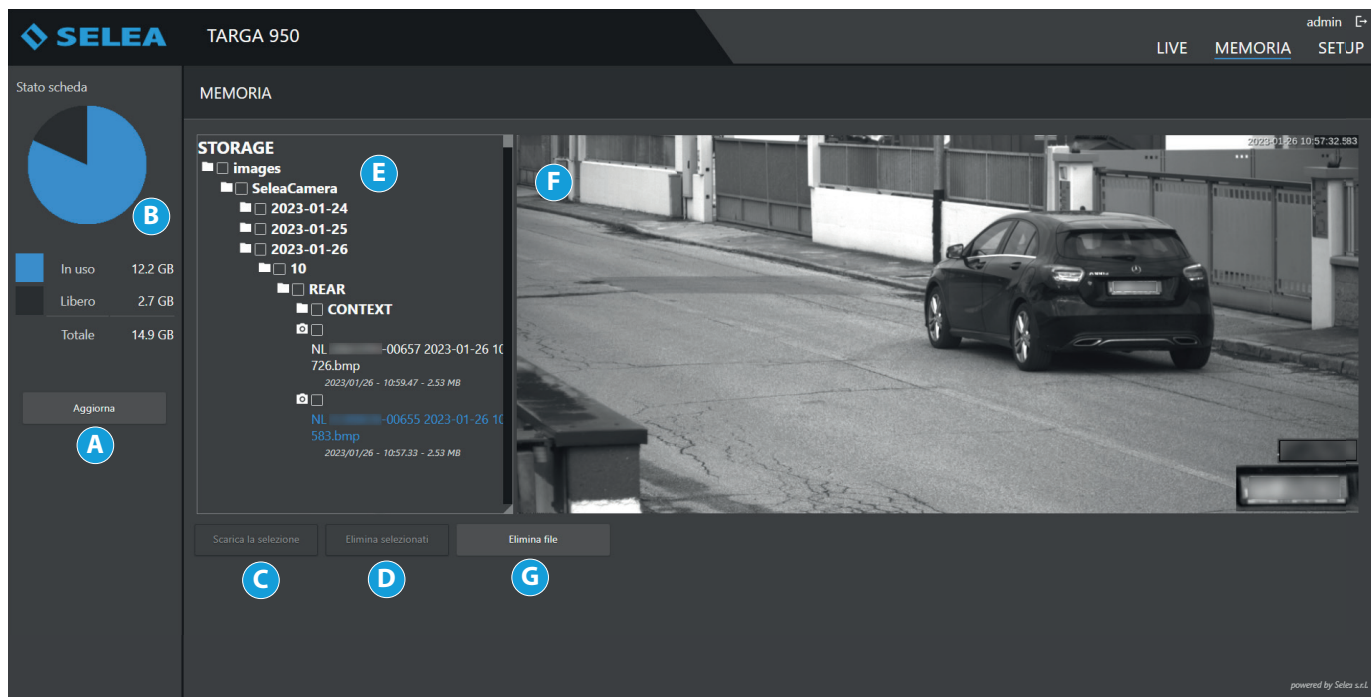 SELEA
TARGA 950
admin
LIVE MEMORIA SETUP
Stato scheda
B
In uso 12.2 GB
Libero 2.7 GB
Totale 14.9 GB
Aggiorna
A
MEMORIA
STORAGE
images
E
SeleaCamera
2023-01-24
2023-01-25
2023-01-26
10
REAR
CONTEXT
NL -00657 2023-01-26 10
726.bmp
2023/01/26 - 10:59.47 - 2.53 MB
NL -00655 2023-01-26 10
583.bmp
2023/01/26 - 10:57.33 - 2.53 MB
2023-01-26 10:57:32.583
F
Scarica la selezione
Elimina selezionati
Elimina file
C
D
G
powered by Selea s.r.l.